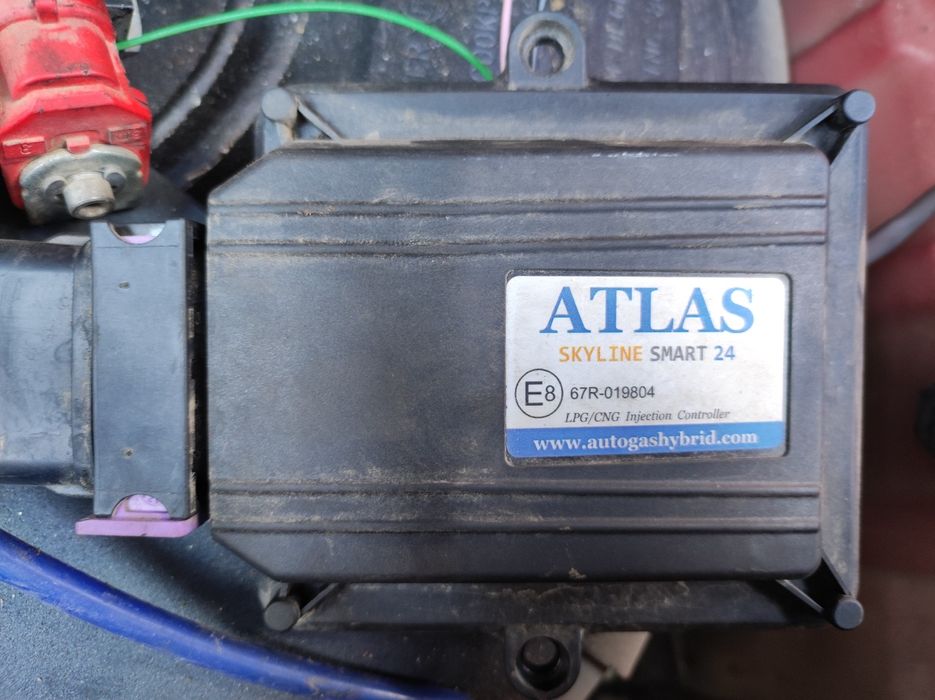 ATLAS
SKYLINE SMART 24
E8 67R-019804
LPG/CNG Injection Controller
www.autogashybrid.com